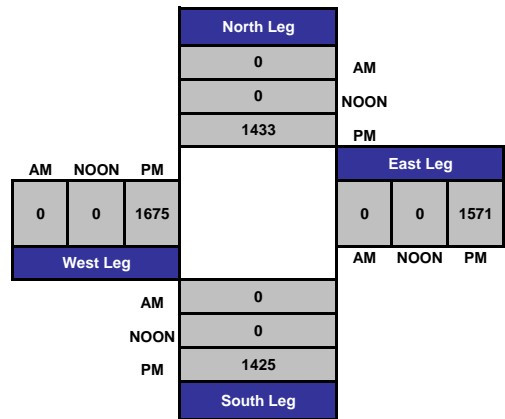 North Leg
0 AM
0 NOON
1433 PM
AM NOON PM East Leg
0 0 1675 0 0 1571
West Leg AM NOON PM
AM 0
NOON 0
PM 1425
South Leg